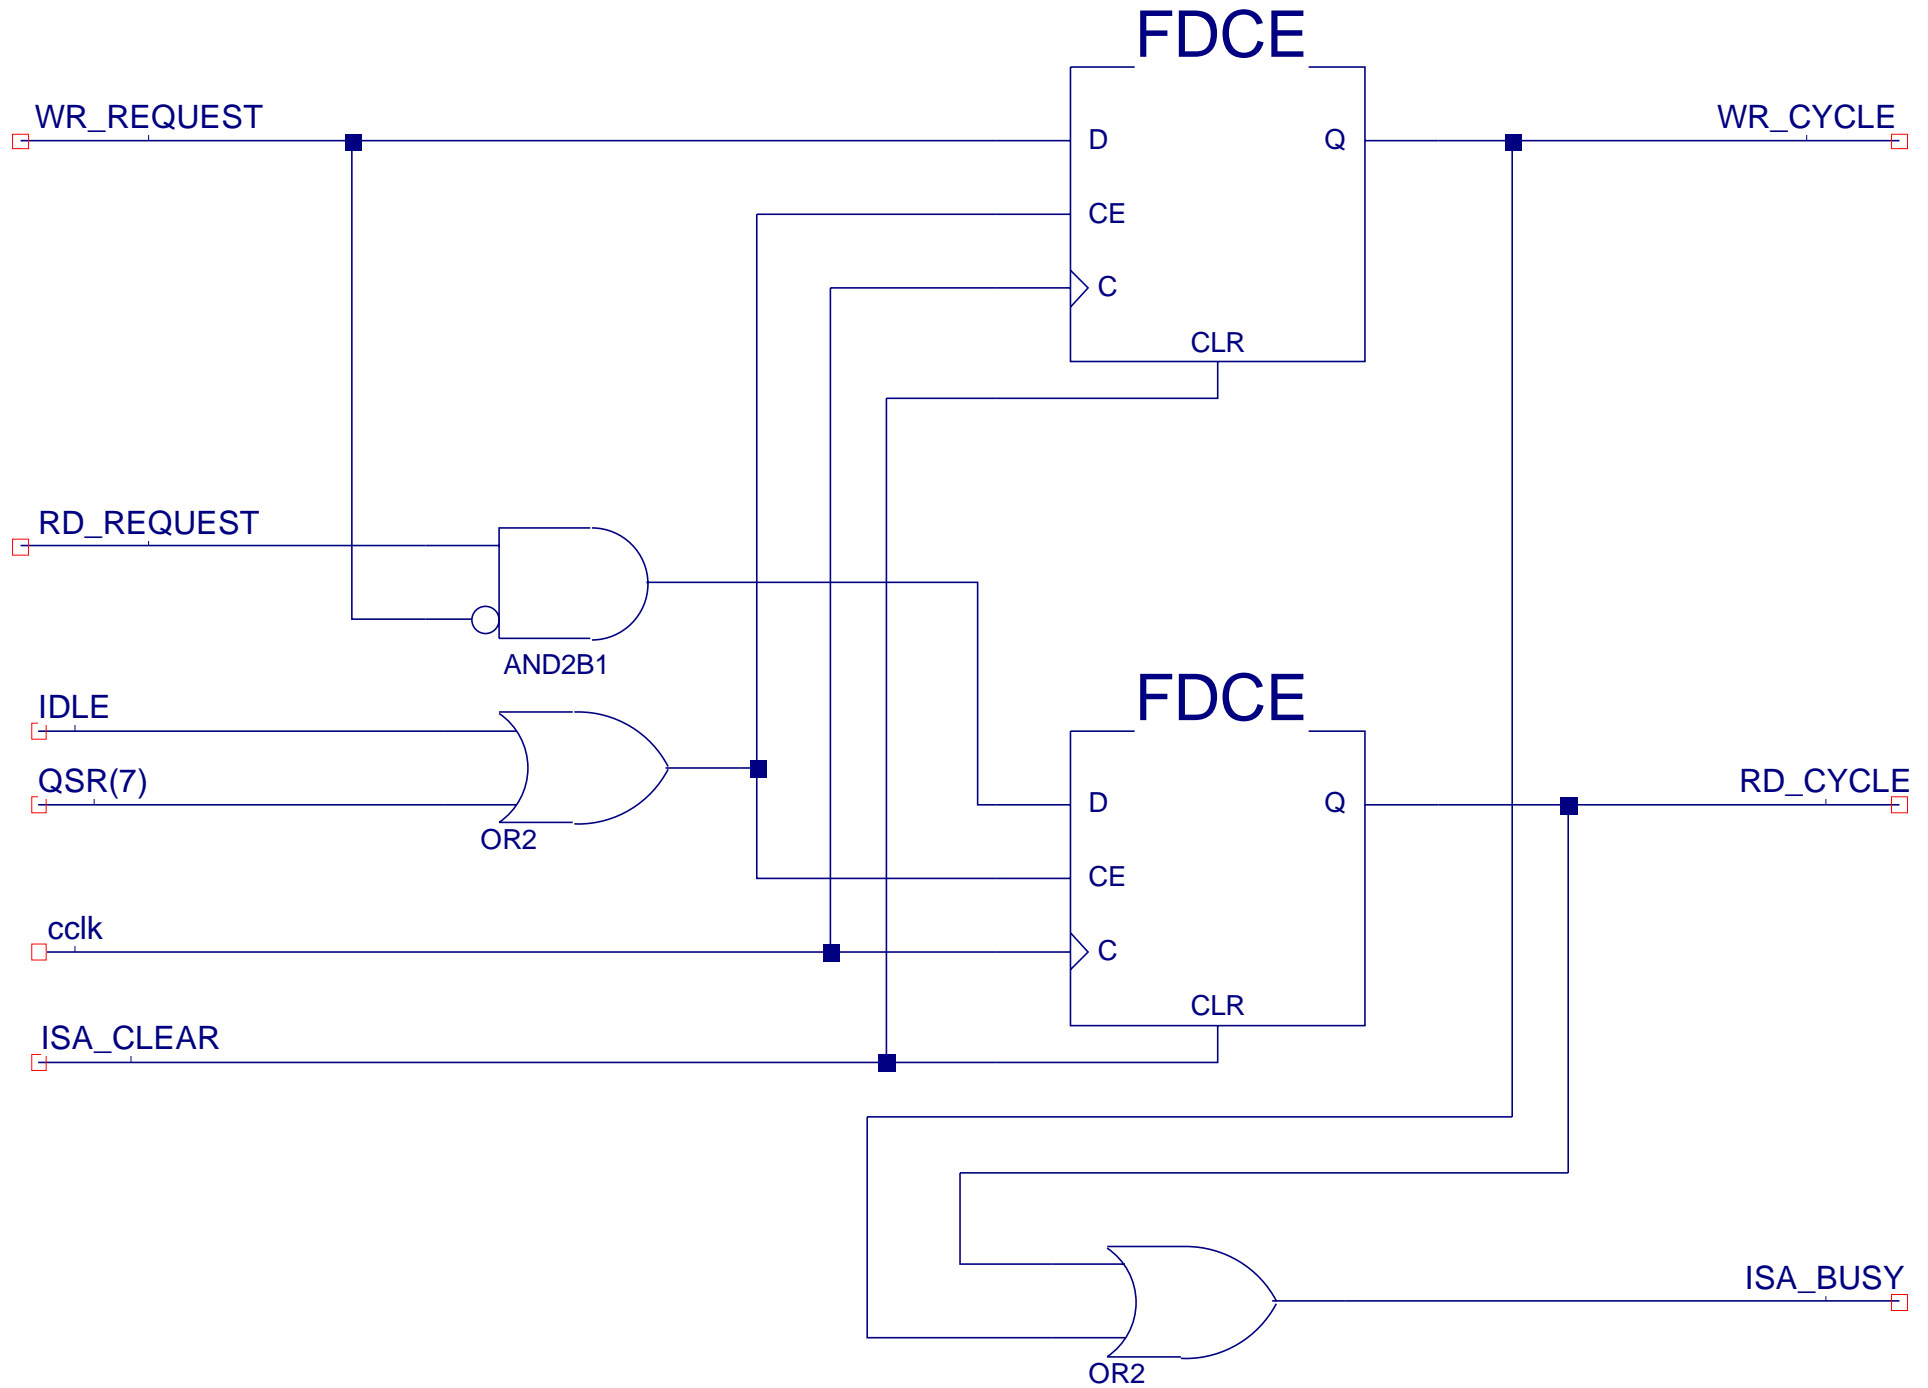 FDCE
WR_REQUEST
WR_CYCLE
D
Q
CE
C
CLR
RD_REQUEST
AND2B1
FDCE
IDLE
QSR(7)
RD_CYCLE
D
Q
OR2
CE
cclk
C
CLR
ISA_CLEAR
ISA_BUSY
OR2